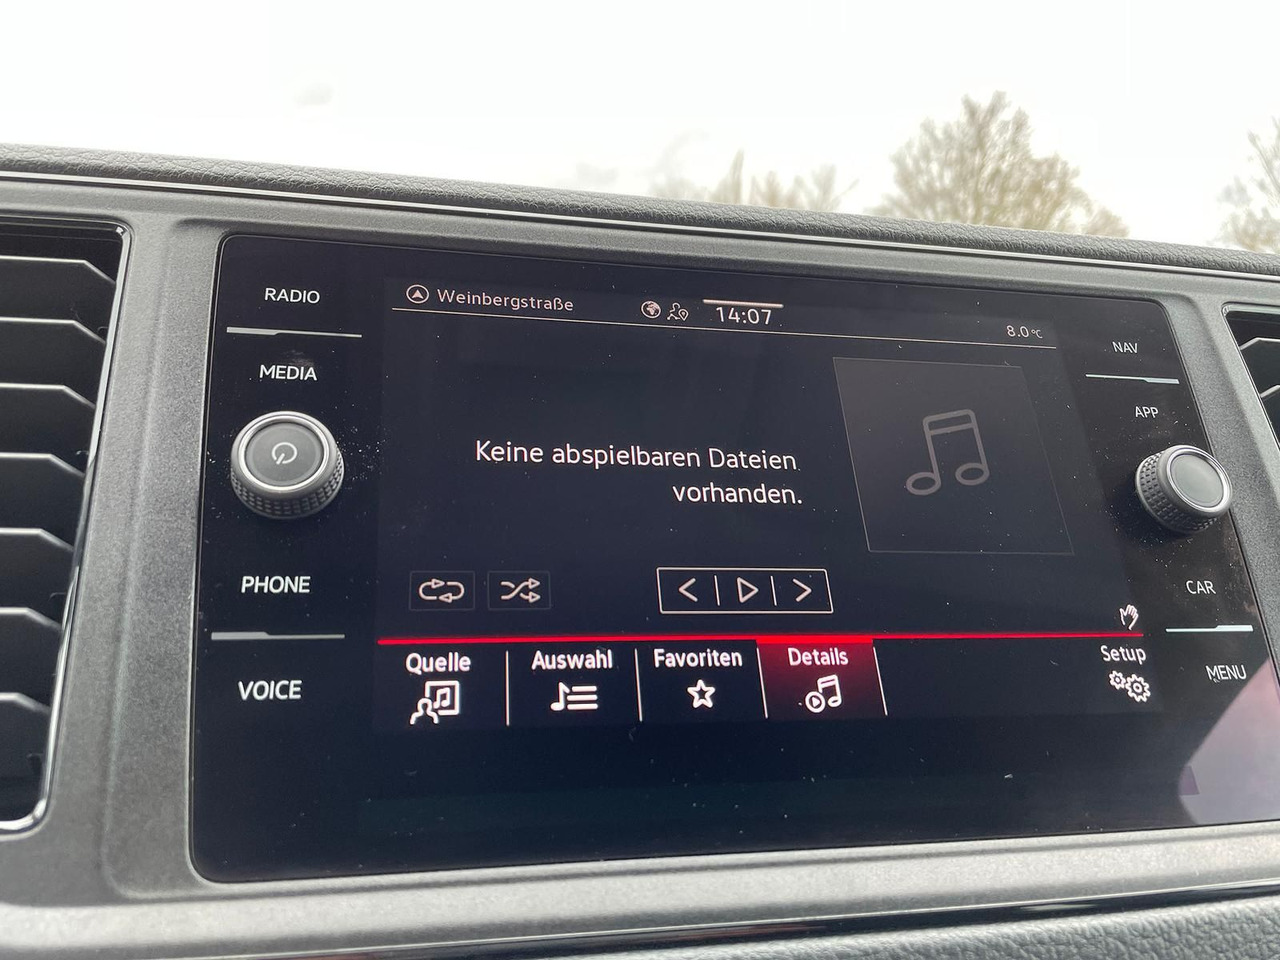 RADIO
MEDIA
PHONE
VOICE
Weinbergstraße
14:07
8.0°C
Keine abspielbaren Dateien
vorhanden.
Quelle
Auswahl
Favoriten
Details
Setup
NAV
APP
CAR
MENU